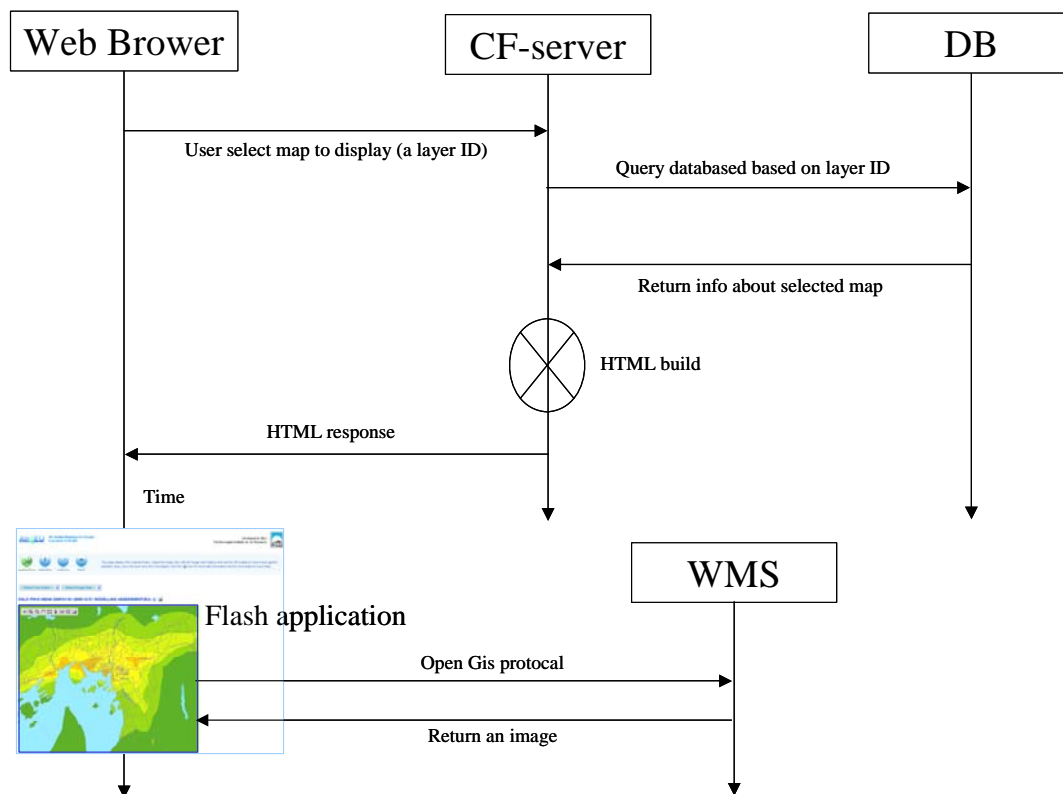 Web Brower
CF-server
DB
User select map to display (a layer ID)
Query databased based on layer ID
Return info about selected map
HTML build
HTML response
Time
WMS
Flash application
Open Gis protocal
Return an image